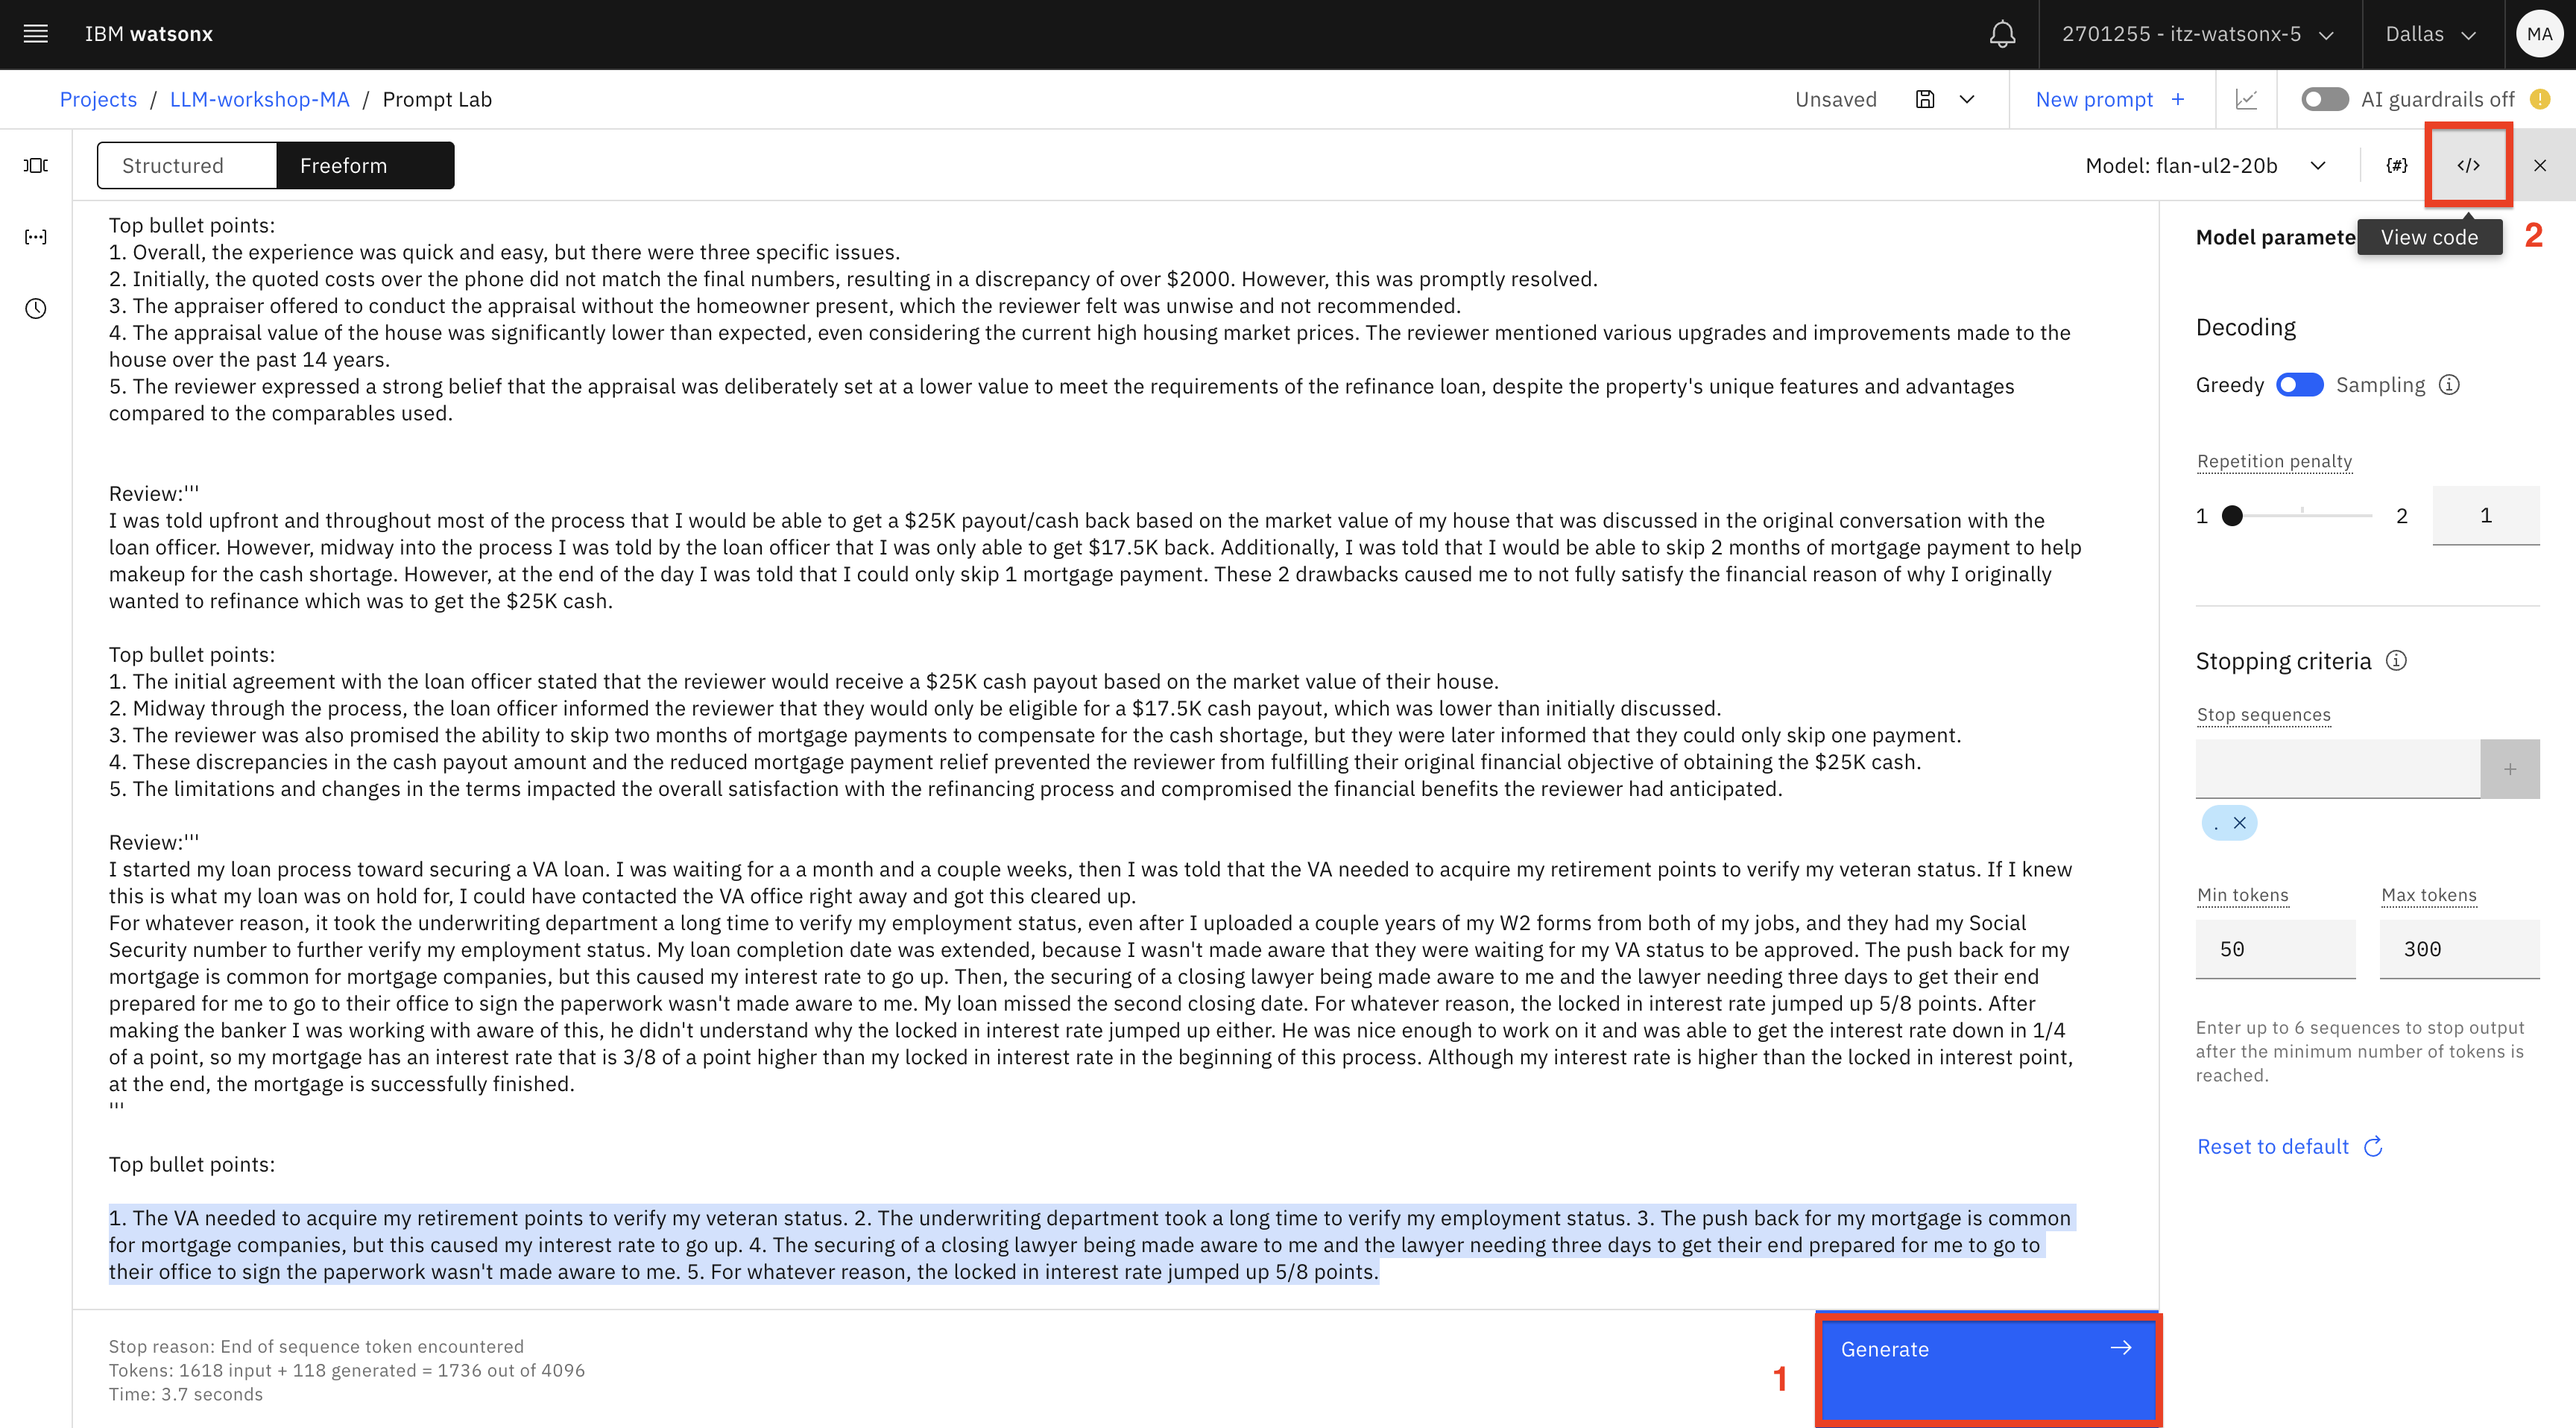 IBM watsonx
2701255 - itz-watsonx-5
Dallas
MA
Projects / LLM-workshop-MA / Prompt Lab
Unsaved
New prompt +
AI guardrails off
Structured
Freeform
Model: flan-ul2-20b
{#}
</>
View code
2
Top bullet points:
1. Overall, the experience was quick and easy, but there were three specific issues.
2. Initially, the quoted costs over the phone did not match the final numbers, resulting in a discrepancy of over $2000. However, this was promptly resolved.
3. The appraiser offered to conduct the appraisal without the homeowner present, which the reviewer felt was unwise and not recommended.
4. The appraisal value of the house was significantly lower than expected, even considering the current high housing market prices. The reviewer mentioned various upgrades and improvements made to the
house over the past 14 years.
5. The reviewer expressed a strong belief that the appraisal was deliberately set at a lower value to meet the requirements of the refinance loan, despite the property's unique features and advantages
compared to the comparables used.
Review:'''
I was told upfront and throughout most of the process that I would be able to get a $25K payout/cash back based on the market value of my house that was discussed in the original conversation with the
loan officer. However, midway into the process I was told by the loan officer that I was only able to get $17.5K back. Additionally, I was told that I would be able to skip 2 months of mortgage payment to help
makeup for the cash shortage. However, at the end of the day I was told that I could only skip 1 mortgage payment. These 2 drawbacks caused me to not fully satisfy the financial reason of why I originally
wanted to refinance which was to get the $25K cash.
Top bullet points:
1. The initial agreement with the loan officer stated that the reviewer would receive a $25K cash payout based on the market value of their house.
2. Midway through the process, the loan officer informed the reviewer that they would only be eligible for a $17.5K cash payout, which was lower than initially discussed.
3. The reviewer was also promised the ability to skip two months of mortgage payments to compensate for the cash shortage, but they were later informed that they could only skip one payment.
4. These discrepancies in the cash payout amount and the reduced mortgage payment relief prevented the reviewer from fulfilling their original financial objective of obtaining the $25K cash.
5. The limitations and changes in the terms impacted the overall satisfaction with the refinancing process and compromised the financial benefits the reviewer had anticipated.
Review:'''
I started my loan process toward securing a VA loan. I was waiting for a a month and a couple weeks, then I was told that the VA needed to acquire my retirement points to verify my veteran status. If I knew
this is what my loan was on hold for, I could have contacted the VA office right away and got this cleared up.
For whatever reason, it took the underwriting department a long time to verify my employment status, even after I uploaded a couple years of my W2 forms from both of my jobs, and they had my Social
Security number to further verify my employment status. My loan completion date was extended, because I wasn't made aware that they were waiting for my VA status to be approved. The push back for my
mortgage is common for mortgage companies, but this caused my interest rate to go up. Then, the securing of a closing lawyer being made aware to me and the lawyer needing three days to get their end
prepared for me to go to their office to sign the paperwork wasn't made aware to me. My loan missed the second closing date. For whatever reason, the locked in interest rate jumped up 5/8 points. After
making the banker I was working with aware of this, he didn't understand why the locked in interest rate jumped up either. He was nice enough to work on it and was able to get the interest rate down in 1/4
of a point, so my mortgage has an interest rate that is 3/8 of a point higher than my locked in interest rate in the beginning of this process. Although my interest rate is higher than the locked in interest point,
at the end, the mortgage is successfully finished.
'''
Top bullet points:
1. The VA needed to acquire my retirement points to verify my veteran status. 2. The underwriting department took a long time to verify my employment status. 3. The push back for my mortgage is common
for mortgage companies, but this caused my interest rate to go up. 4. The securing of a closing lawyer being made aware to me and the lawyer needing three days to get their end prepared for me to go to
their office to sign the paperwork wasn't made aware to me. 5. For whatever reason, the locked in interest rate jumped up 5/8 points.
Stop reason: End of sequence token encountered
Tokens: 1618 input + 118 generated = 1736 out of 4096
Time: 3.7 seconds
1
Generate
Model paramete
Decoding
Greedy
Sampling
Repetition penalty
1
2
1
Stopping criteria
Stop sequences
+
.
Min tokens
Max tokens
50
300
Enter up to 6 sequences to stop output
after the minimum number of tokens is
reached.
Reset to default